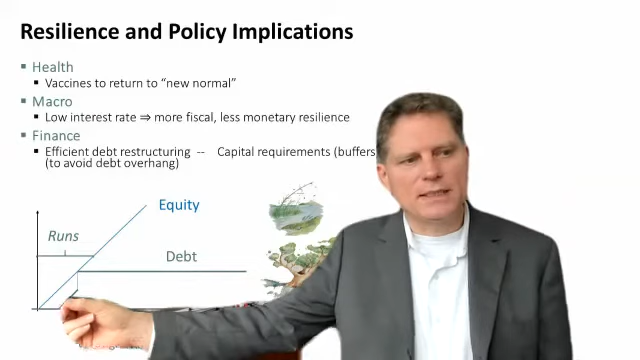 Resilience and Policy Implications
Health
Vaccines to return to “new normal”
Macro
Low interest rate ⇒ more fiscal, less monetary resilience
Finance
Efficient debt restructuring -- Capital requirements (buffers
(to avoid debt overhang)
Equity
Runs
Debt